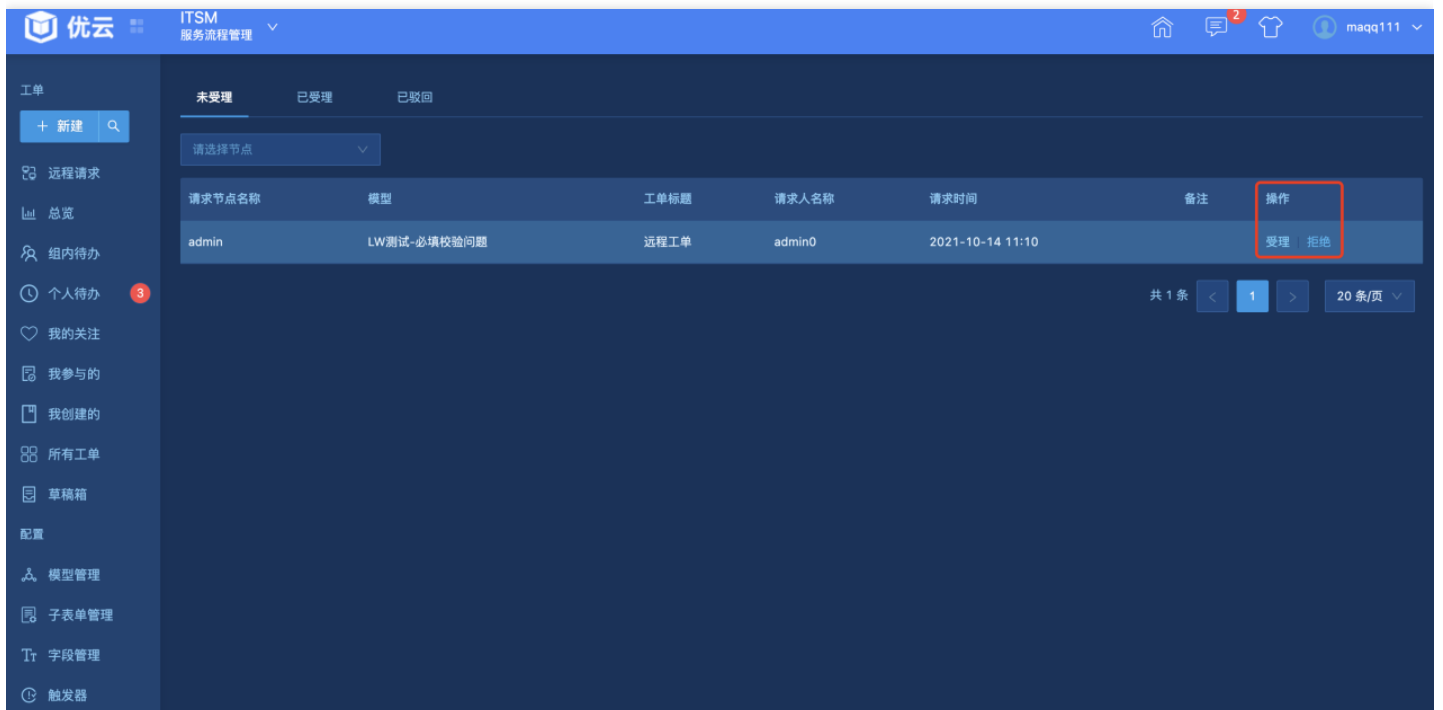 优云
ITSM
服务流程管理
2
maqq111
工单
+ 新建
远程请求
总览
组内待办
个人待办 3
我的关注
我参与的
我创建的
所有工单
草稿箱
配置
模型管理
子表单管理
Tт 字段管理
触发器
未受理 已受理 已驳回
请选择节点
请求节点名称 模型 工单标题 请求人名称 请求时间 备注 操作
admin LW测试-必填校验问题 远程工单 admin0 2021-10-14 11:10 受理 拒绝
共 1 条 < 1 > 20 条/页